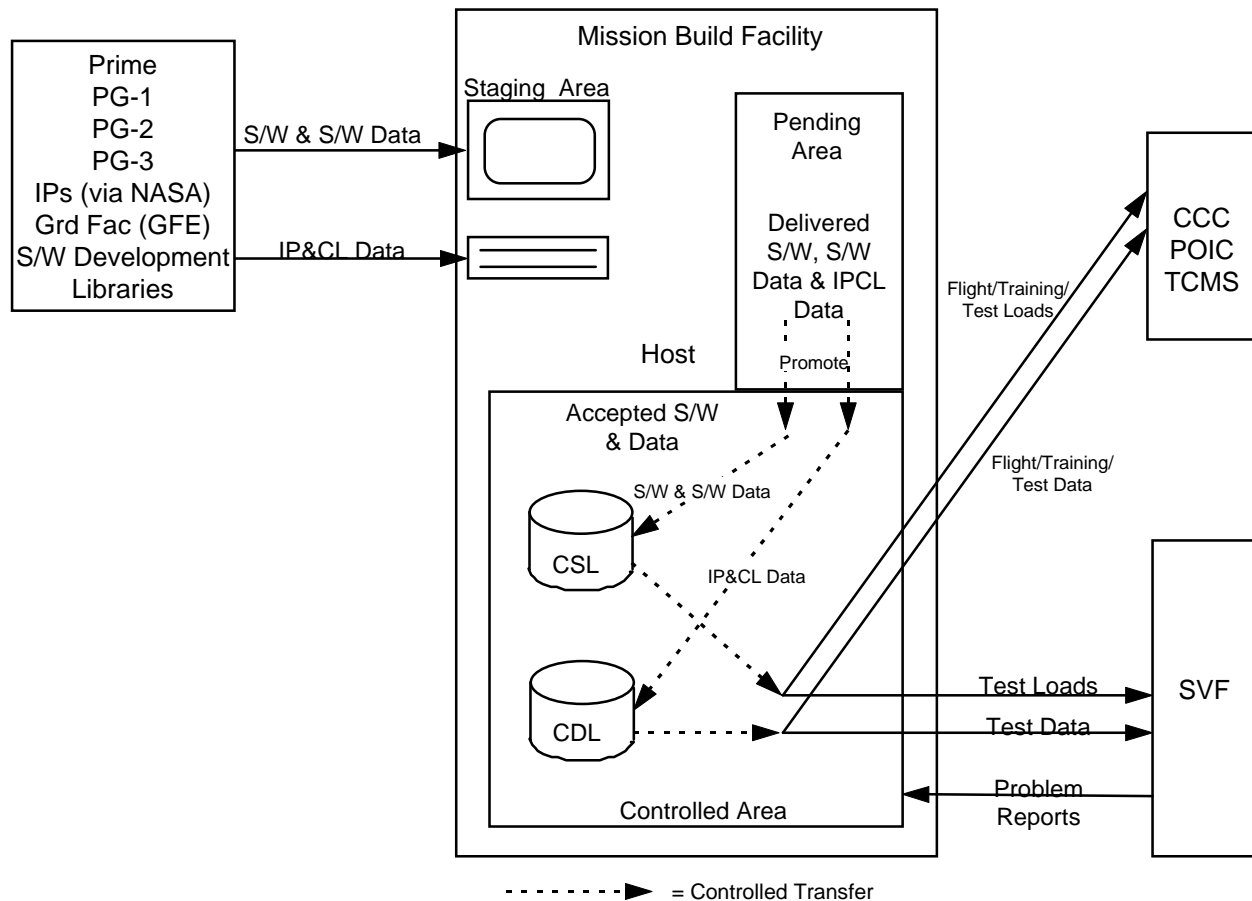 Mission Build Facility
Prime
PG-1
PG-2
PG-3
IPs (via NASA)
Grd Fac (GFE)
S/W Development
Libraries
S/W & S/W Data
IP&CL Data
Staging Area
Pending
Area
Delivered
S/W, S/W
Data & IPCL
Data
Promote
Host
Accepted S/W
& Data
S/W & S/W Data
CSL
IP&CL Data
CDL
Controlled Area
Flight/Training/
Test Loads
Flight/Training/
Test Data
CCC
POIC
TCMS
Test Loads
Test Data
Problem
Reports
SVF
= Controlled Transfer